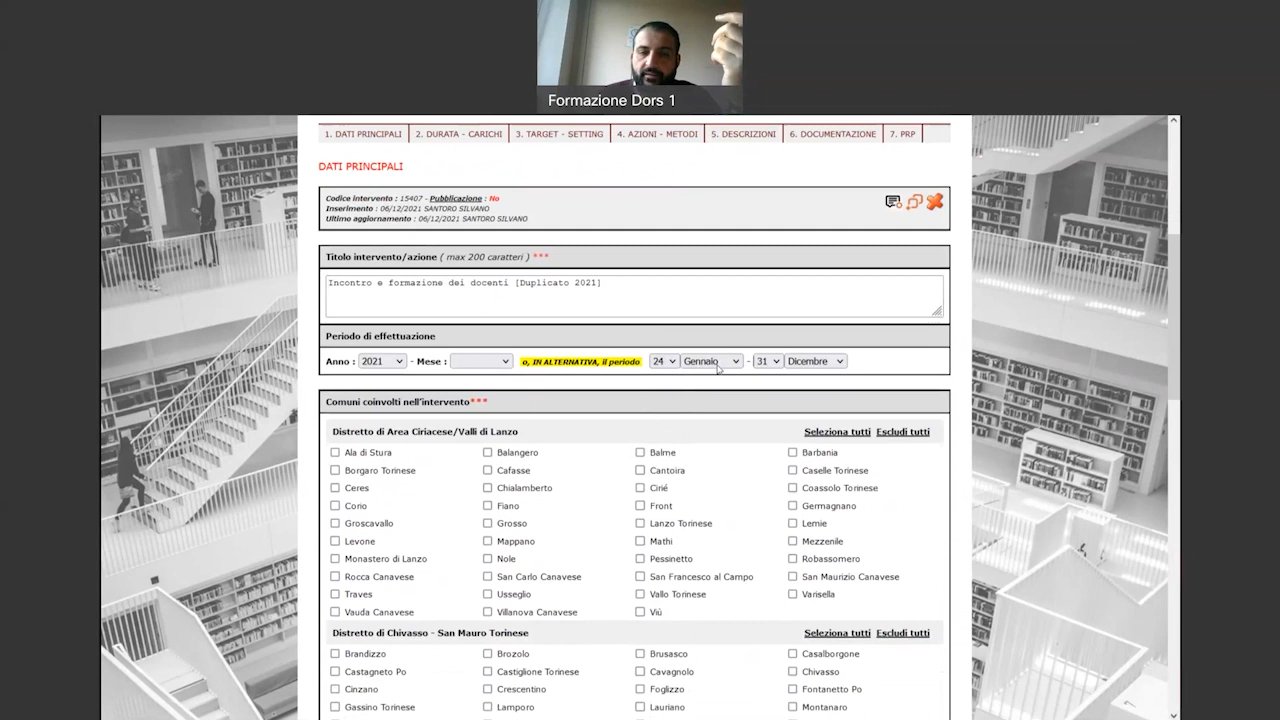 Formazione Dors 1
1. DATI PRINCIPALI 2. DURATA - CARICHI 3. TARGET - SETTING 4. AZIONI - METODI 5. DESCRIZIONI 6. DOCUMENTAZIONE 7. PRP
DATI PRINCIPALI
Codice intervento : 15407 - Pubblicazione : No
Inserimento : 06/12/2021 SANTORO SILVANO
Ultimo aggiornamento : 06/12/2021 SANTORO SILVANO
Titolo intervento/azione ( max 200 caratteri ) ***
Incontro e formazione dei docenti [Duplicato 2021]
Periodo di effettuazione
Anno : 2021 - Mese : o, IN ALTERNATIVA, il periodo 24 Gennaio - 31 Dicembre
Comuni coinvolti nell'intervento***
Distretto di Area Ciriacese/Valli di Lanzo Seleziona tutti Escludi tutti
Ala di Stura Balangero Balme Barbania
Borgaro Torinese Cafasse Cantoira Caselle Torinese
Ceres Chialamberto Cirié Coassolo Torinese
Corio Fiano Front Germagnano
Groscavallo Grosso Lanzo Torinese Lemie
Levone Mappano Mathi Mezzenile
Monastero di Lanzo Nole Pessinetto Robassomero
Rocca Canavese San Carlo Canavese San Francesco al Campo San Maurizio Canavese
Traves Usseglio Vallo Torinese Varisella
Vauda Canavese Villanova Canavese Viù
Distretto di Chivasso - San Mauro Torinese Seleziona tutti Escludi tutti
Brandizzo Brozolo Brusasco Casalborgone
Castagneto Po Castiglione Torinese Cavagnolo Chivasso
Cinzano Crescentino Foglizzo Fontanetto Po
Gassino Torinese Lamporo Lauriano Montanaro